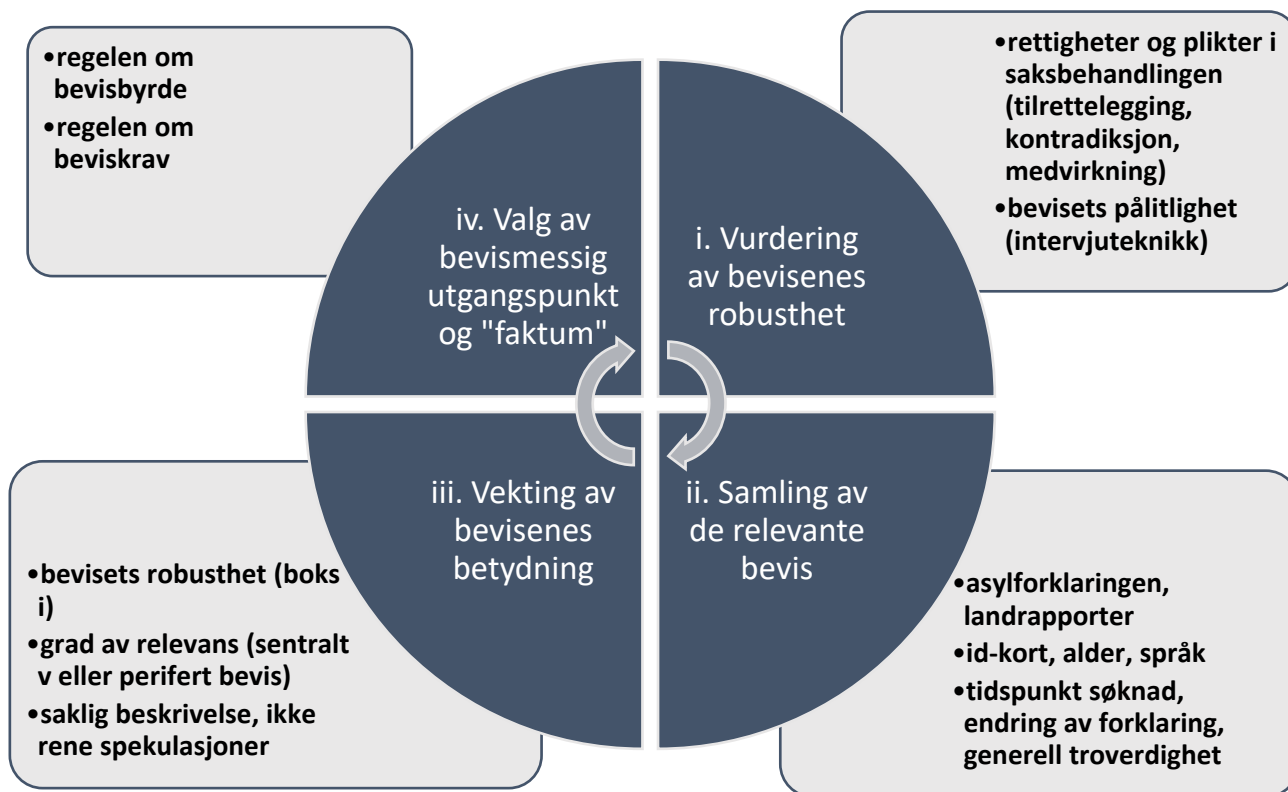 •regelen om
bevisbyrde
•regelen om
beviskrav
•rettigheter og plikter i
saksbehandlingen
(tilrettelegging,
kontradiksjon,
medvirkning)
•bevisets pålitlighet
(intervjuteknikk)
iv. Valg av
bevismessig
utgangspunkt
og "faktum"
i. Vurdering
av bevisenes
robusthet
iii. Vekting av
bevisenes
betydning
ii. Samling av
de relevante
bevis
•bevisets robusthet (boks
i)
•grad av relevans (sentralt
v eller perifert bevis)
•saklig beskrivelse, ikke
rene spekulasjoner
•asylforklaringen,
landrapporter
•id-kort, alder, språk
•tidspunkt søknad,
endring av forklaring,
generell troverdighet